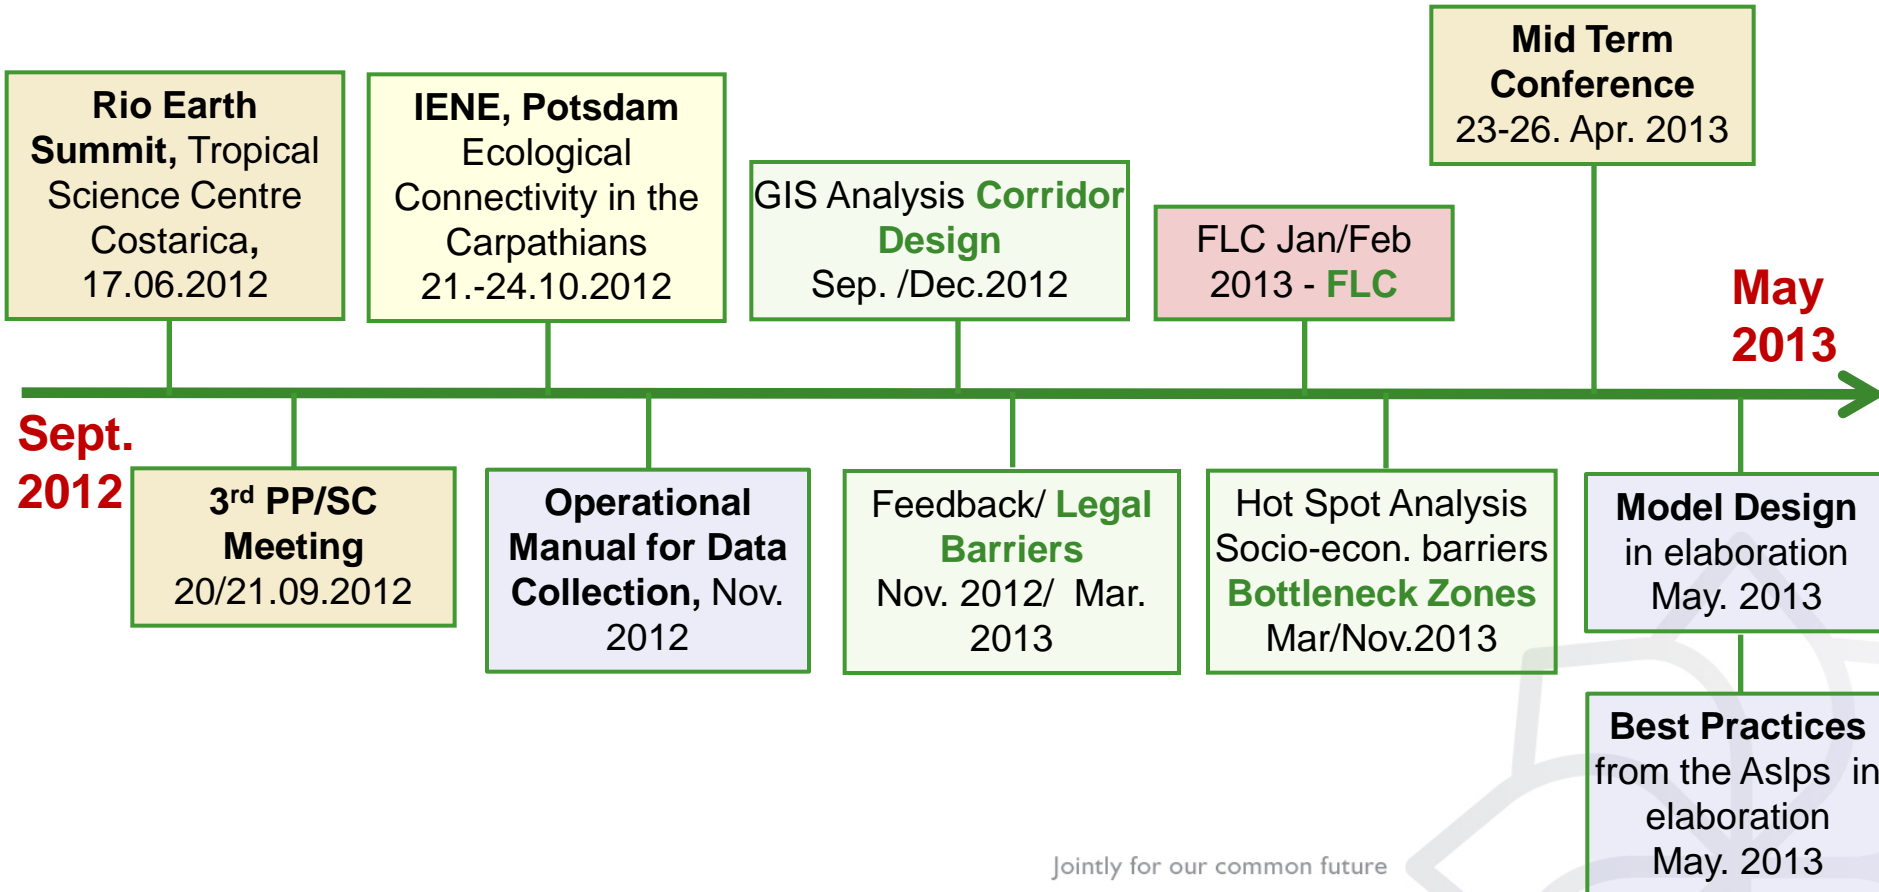 Rio Earth
Summit, Tropical
Science Centre
Costarica,
17.06.2012
IENE, Potsdam
Ecological
Connectivity in the
Carpathians
21.-24.10.2012
GIS Analysis Corridor
Design
Sep. /Dec.2012
FLC Jan/Feb
2013 - FLC
Mid Term
Conference
23-26. Apr. 2013
May
2013
Sept.
2012
3rd PP/SC
Meeting
20/21.09.2012
Operational
Manual for Data
Collection, Nov.
2012
Feedback/ Legal
Barriers
Nov. 2012/ Mar.
2013
Hot Spot Analysis
Socio-econ. barriers
Bottleneck Zones
Mar/Nov.2013
Model Design
in elaboration
May. 2013
Best Practices
from the Aslps in
elaboration
May. 2013
Jointly for our common future